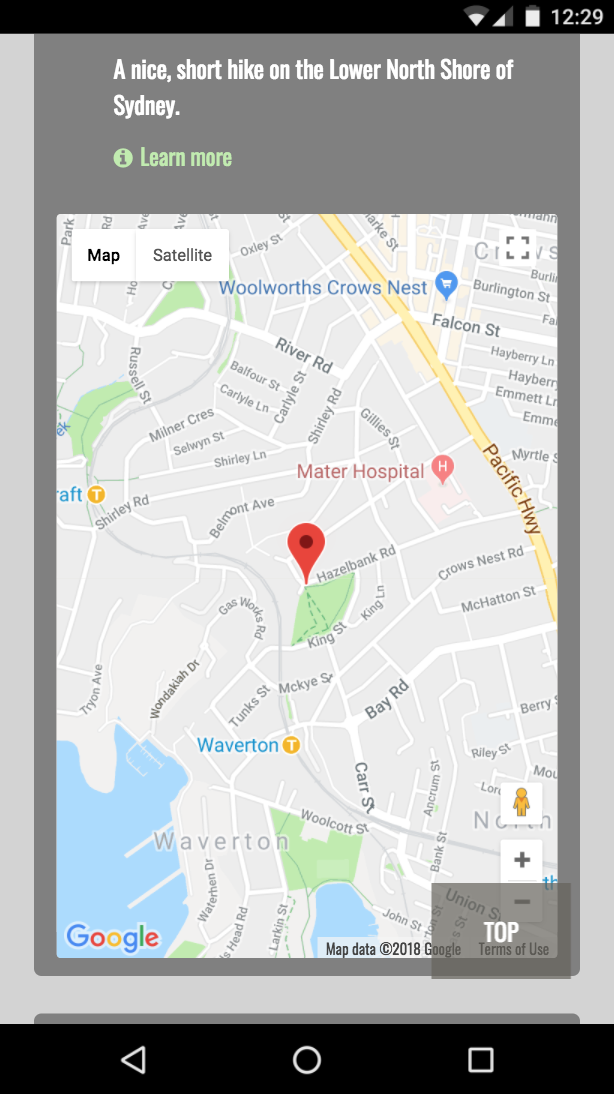 12:29
A nice, short hike on the Lower North Shore of
Sydney.
Learn more
Map
Satellite
Park
Oxley St
Woolworths Crows Nest
Burlington St
Falcon St
River Rd
Hayberry Ln
Hayberry
Emmett Ln
Russell St
Balfour St
Carlyle Ln
Carlyle St
Shirley Rd
Gillies St
Milner Cres
Selwyn St
Shirley Ln
Mater Hospital
Myrtle S
Pacific Hwy
raft
Shirley Rd
Belmont Ave
Hazelbank Rd
Crows Nest Rd
McHatton St
Gas Works Rd
King Ln
King St
Tryon Ave
Wondakiah Dr
Mckye St
Tunks St
Bay Rd
Berry
Waverton
Riley St
Carr St
Ancrum St
Woolcott St
Waverton
Bank St
Waterhen Dr
Larkin St
s Head Rd
John St
Union S
TOP
Google
Map data ©2018 Google
Terms of Use